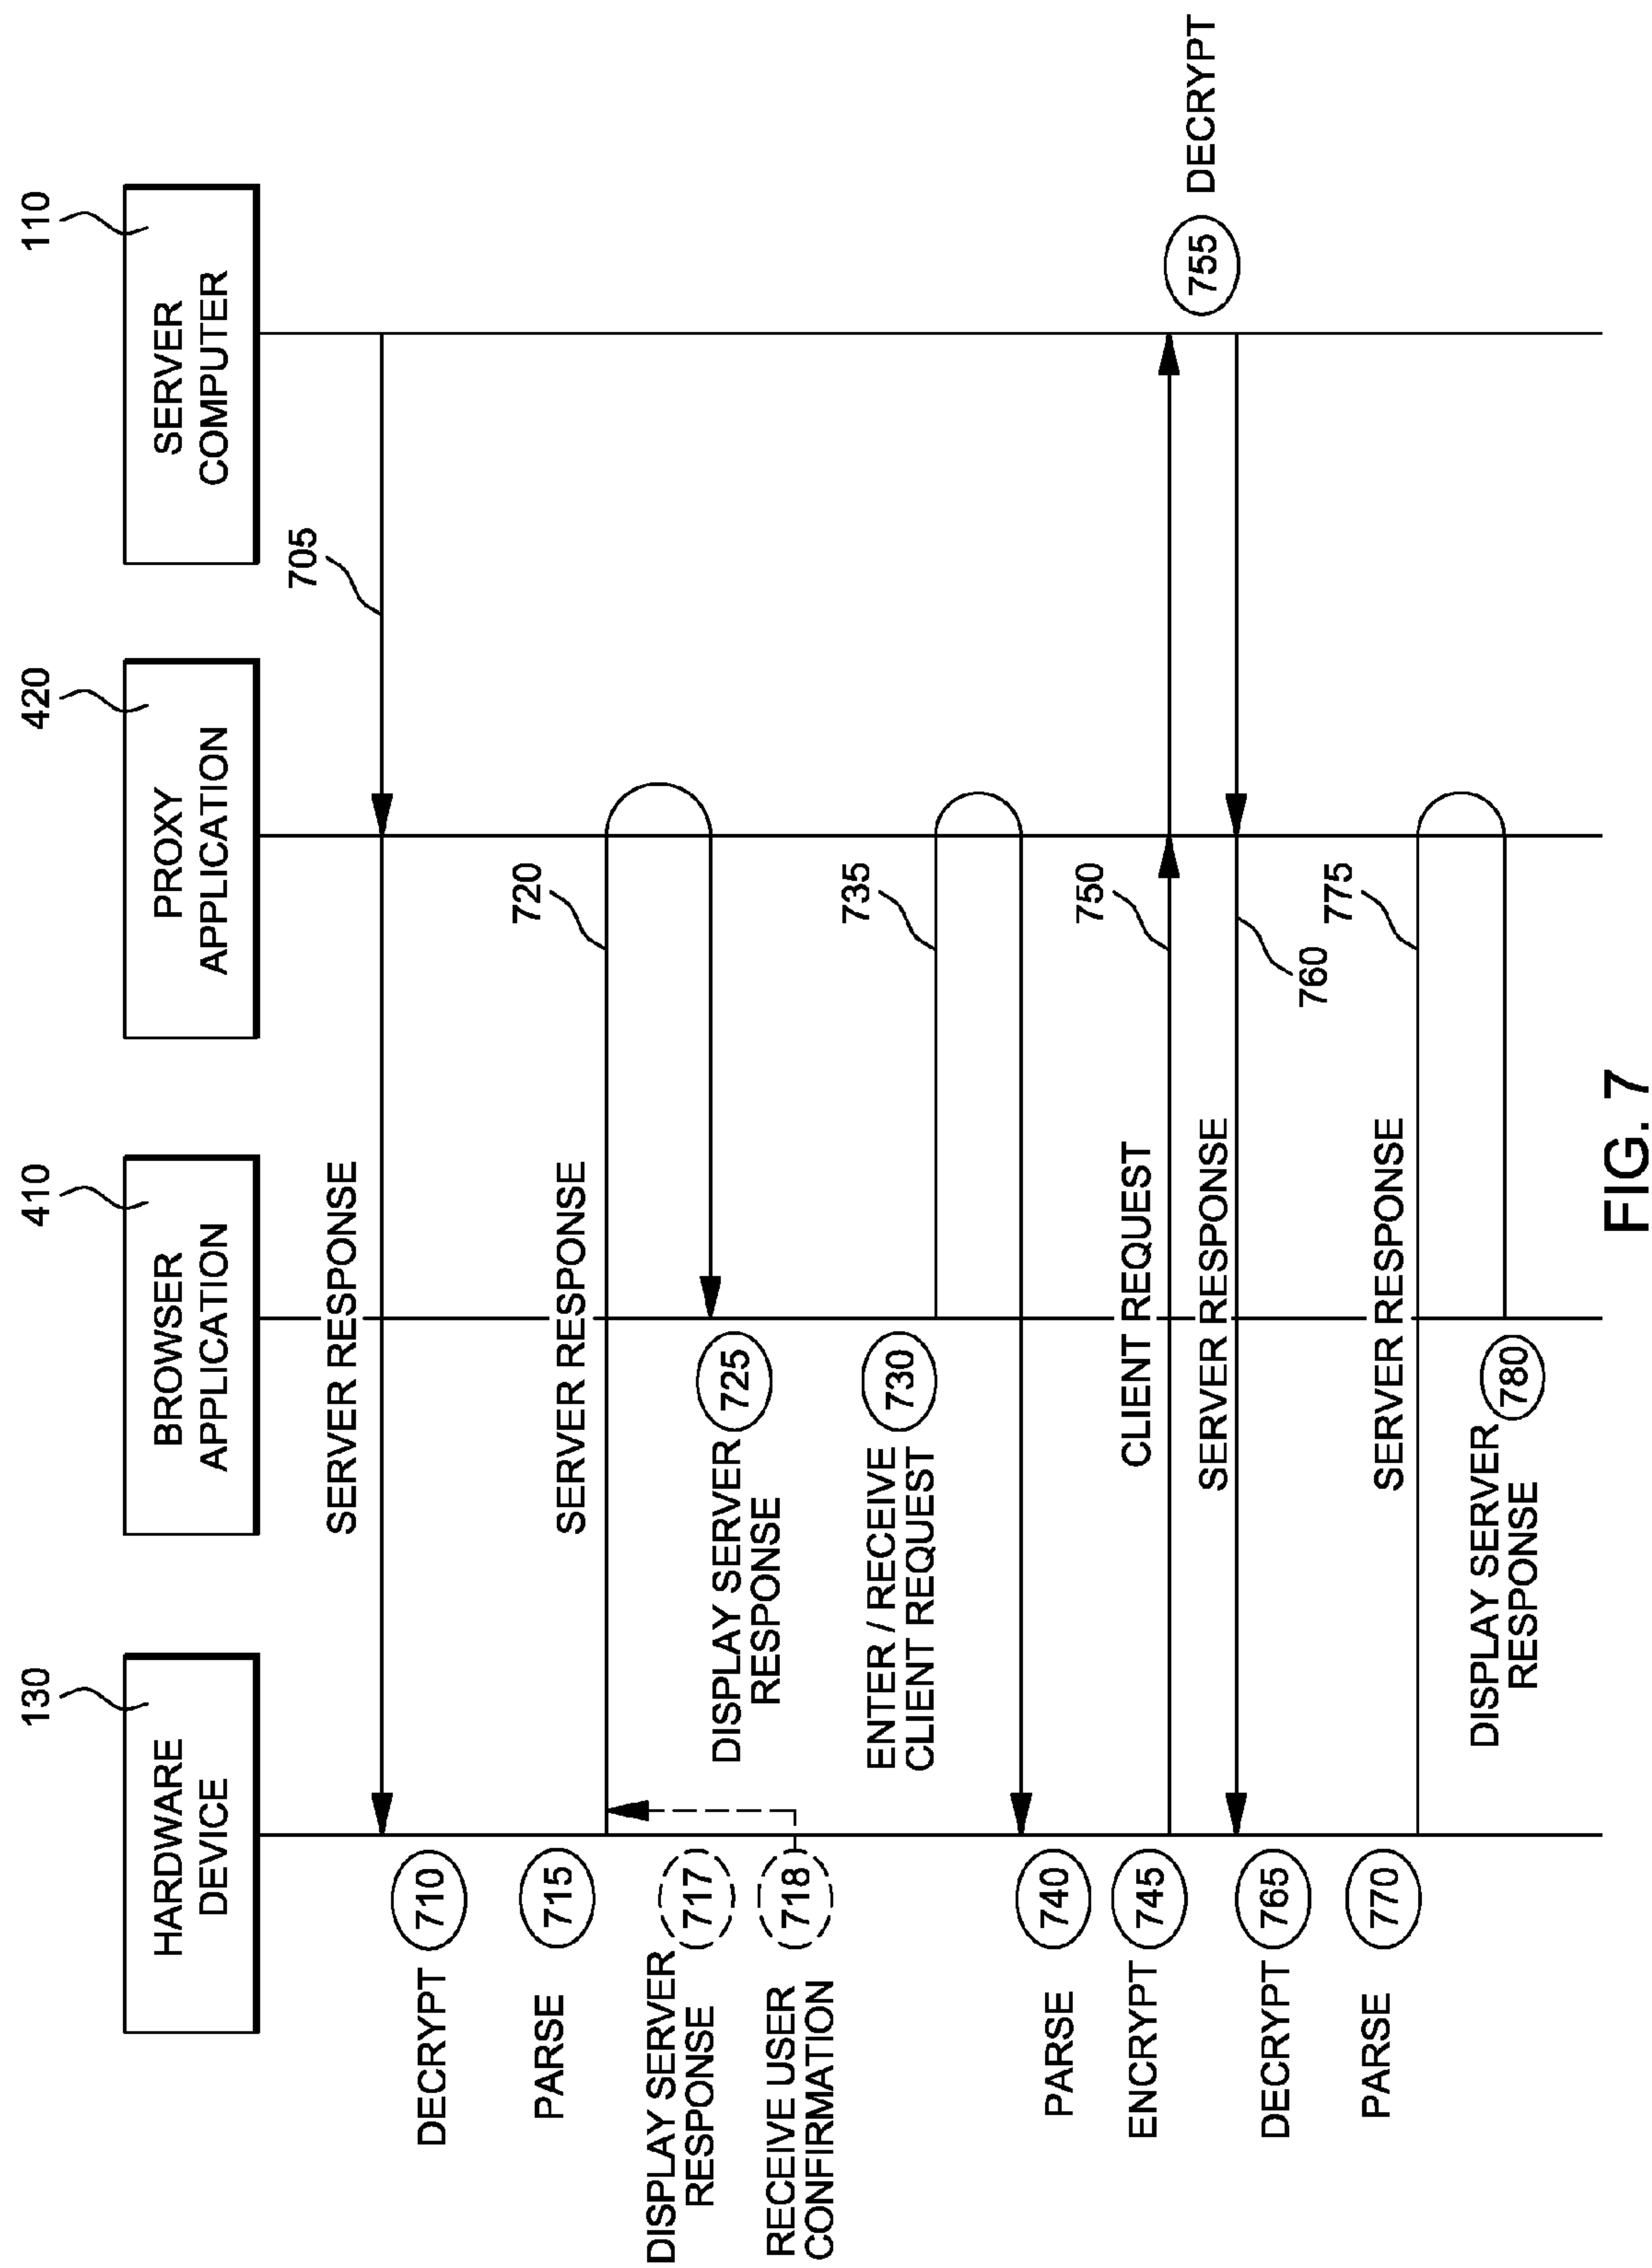 130
410
420
110
HARDWARE
DEVICE
BROWSER
APPLICATION
PROXY
APPLICATION
SERVER
COMPUTER
705
SERVER RESPONSE
DECRYPT
710
PARSE
715
SERVER RESPONSE
720
DISPLAY SERVER
RESPONSE
717
RECEIVE USER
CONFIRMATION
718
DISPLAY SERVER
RESPONSE
725
ENTER / RECEIVE
CLIENT REQUEST
730
735
PARSE
740
ENCRYPT
745
CLIENT REQUEST
750
755
DECRYPT
SERVER RESPONSE
760
DECRYPT
765
PARSE
770
SERVER RESPONSE
775
DISPLAY SERVER
RESPONSE
780
FIG. 7